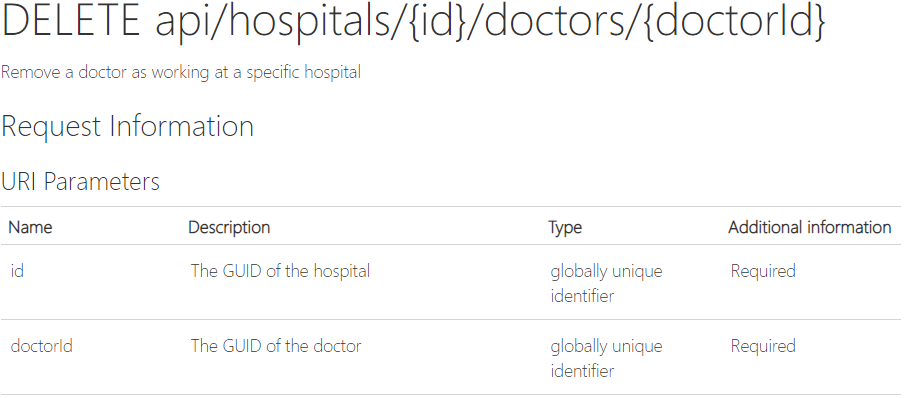 DELETE api/hospitals/{id}/doctors/{doctorId}
Remove a doctor as working at a specific hospital
Request Information
URI Parameters
Name Description Type Additional information
id The GUID of the hospital globally unique Required
identifier
doctorId The GUID of the doctor globally unique Required
identifier